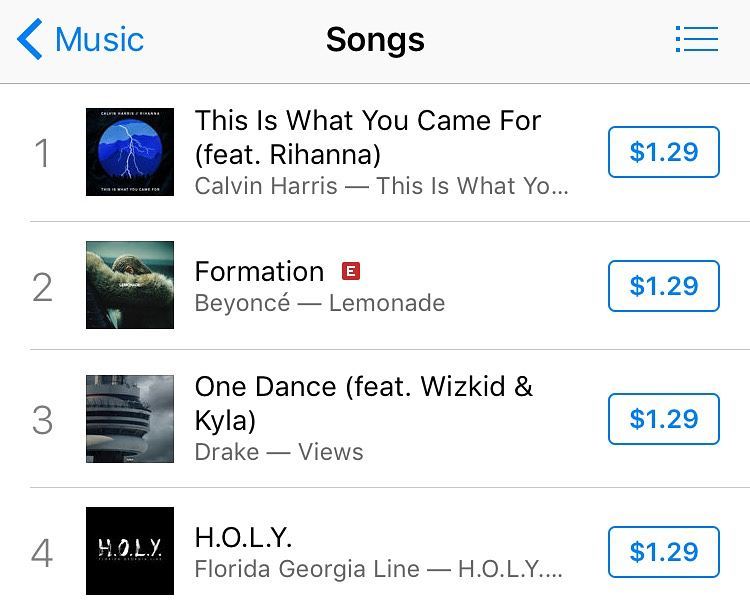 Music
Songs
1
CALVIN HARRIS // RIHANNA
THIS IS WHAT YOU CAME FOR
This Is What You Came For
(feat. Rihanna)
Calvin Harris — This Is What Yo...
$1.29
2
LEMONADE
Formation E
Beyoncé — Lemonade
$1.29
3
One Dance (feat. Wizkid &
Kyla)
Drake — Views
$1.29
4
H.O.L.Y.
FLORIDA GEORGIA LINE
H.O.L.Y.
Florida Georgia Line — H.O.L.Y....
$1.29